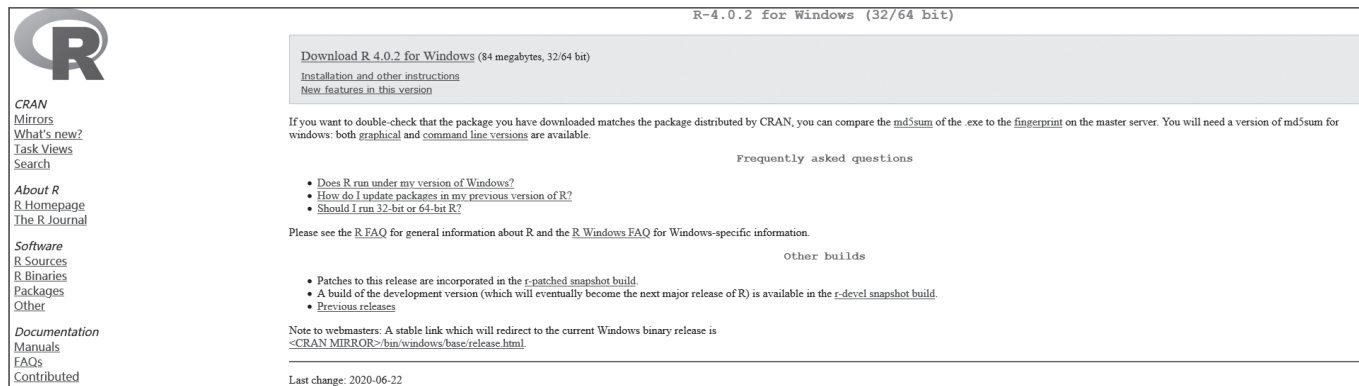 R
CRAN
Mirrors
What's new?
Task Views
Search
About R
R Homepage
The R Journal
Software
R Sources
R Binaries
Packages
Other
Documentation
Manuals
FAQs
Contributed
R-4.0.2 for Windows (32/64 bit)
Download R 4.0.2 for Windows (84 megabytes, 32/64 bit)
Installation and other instructions
New features in this version
If you want to double-check that the package you have downloaded matches the package distributed by CRAN, you can compare the md5sum of the .exe to the fingerprint on the master server. You will need a version of md5sum for
windows: both graphical and command line versions are available.
Frequently asked questions
• Does R run under my version of Windows?
• How do I update packages in my previous version of R?
• Should I run 32-bit or 64-bit R?
Please see the R FAQ for general information about R and the R Windows FAQ for Windows-specific information.
Other builds
• Patches to this release are incorporated in the r-patched snapshot build.
• A build of the development version (which will eventually become the next major release of R) is available in the r-devel snapshot build.
• Previous releases
Note to webmasters: A stable link which will redirect to the current Windows binary release is
<CRAN MIRROR>/bin/windows/base/release.html.
Last change: 2020-06-22